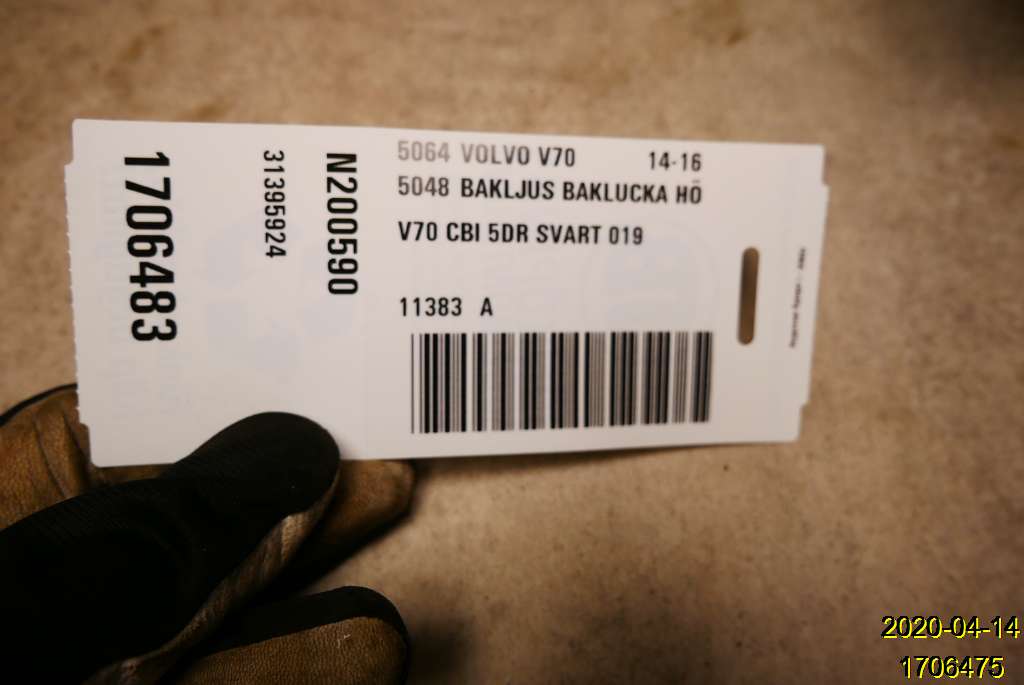 1706483
31395924
N200590
5064 VOLVO V70 14-16
5048 BAKLJUS BAKLUCKA HÖ
V70 CBI 5DR SVART 019
11383 A
2020-04-14
1706475